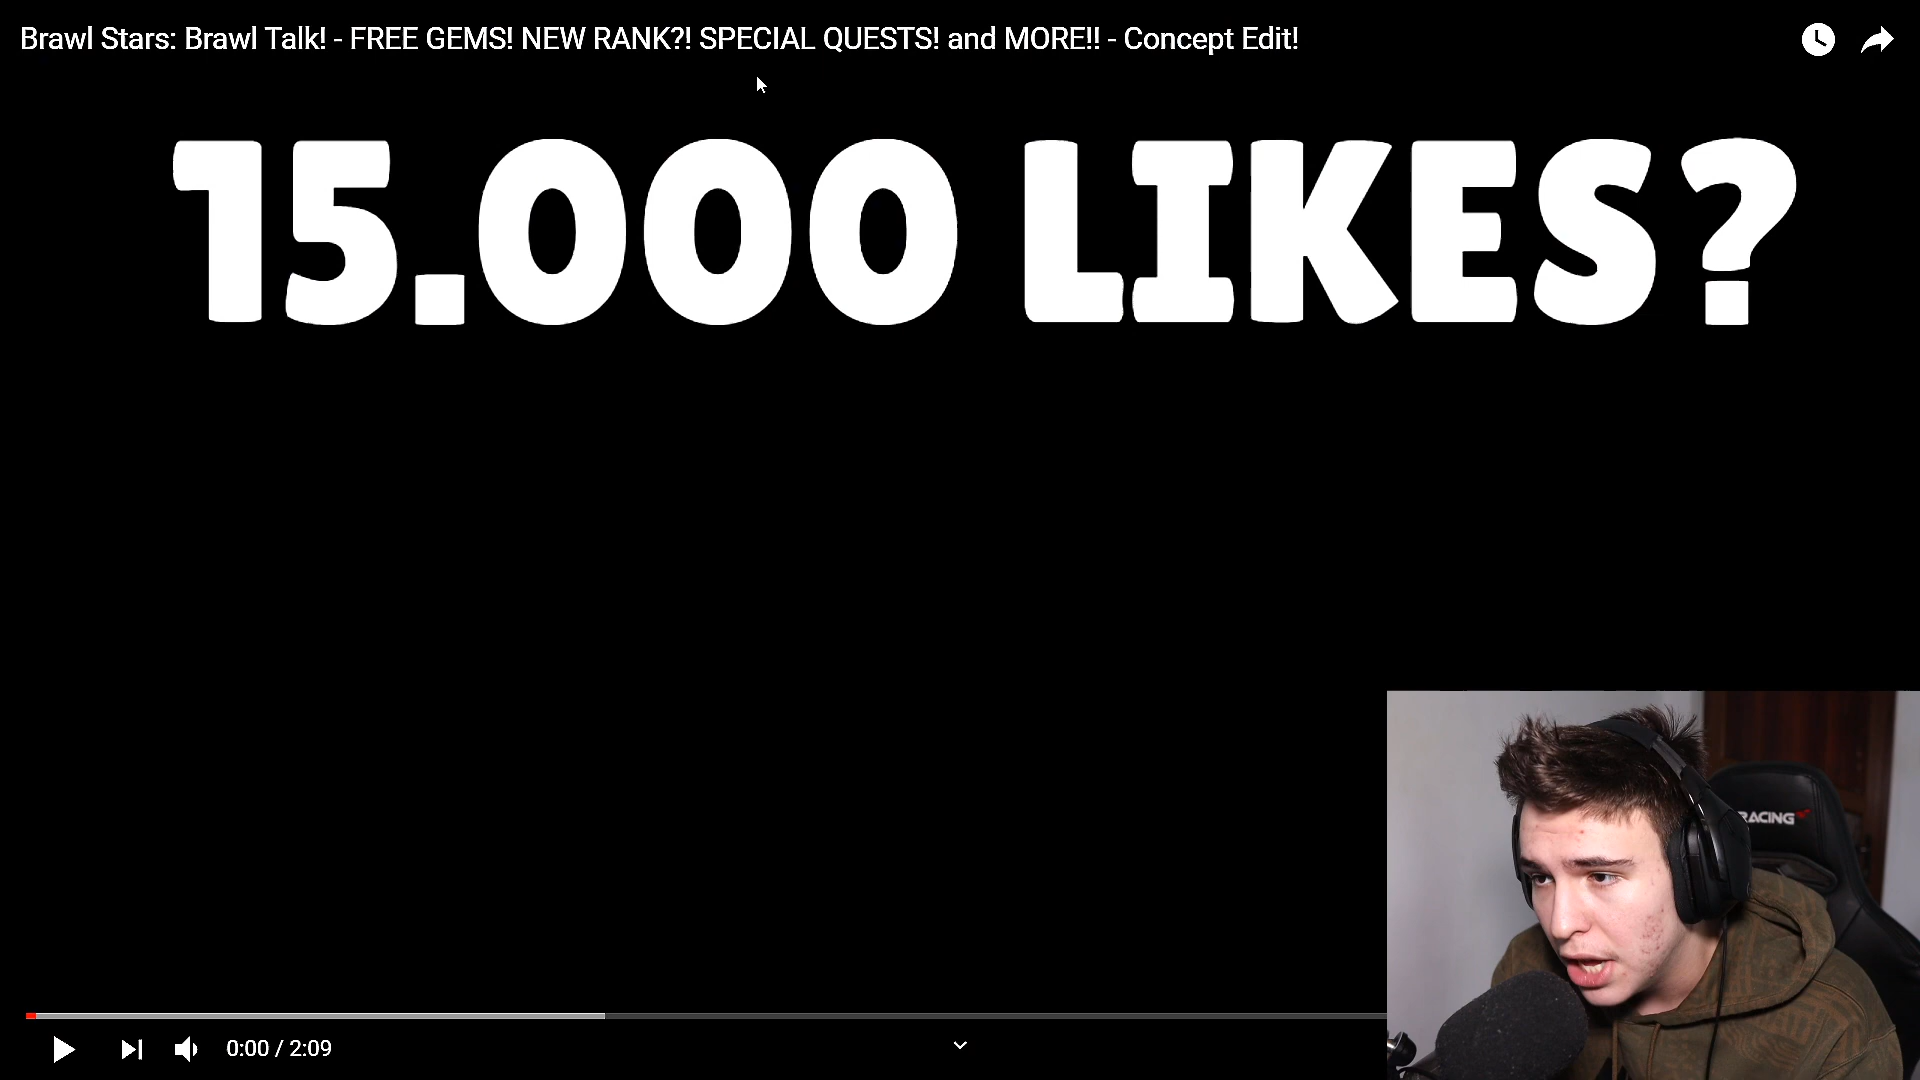 Brawl Stars: Brawl Talk! - FREE GEMS! NEW RANK?! SPECIAL QUESTS! and MORE!! - Concept Edit!
15.000 LIKES?
RACING
0:00 / 2:09